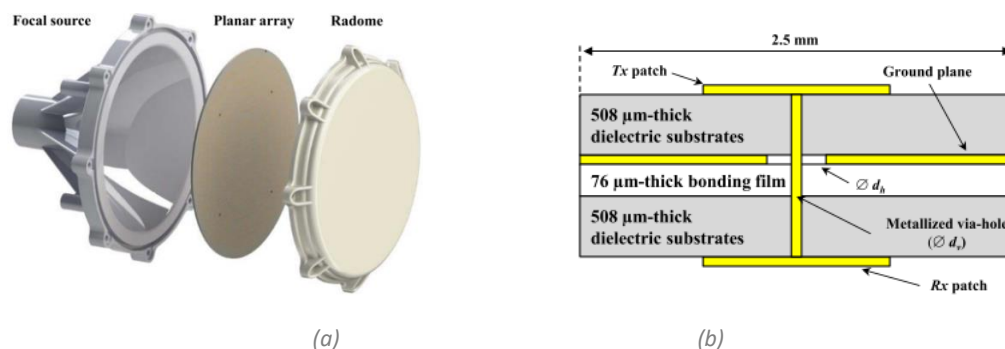 Focal source
Planar array
Radome
2.5 mm
Tx patch
Ground plane
508 µm-thick
dielectric substrates
76 µm-thick bonding film
Ø dh
508 µm-thick
dielectric substrates
Metallized via-hole
(Ø dv)
Rx patch
(a)
(b)